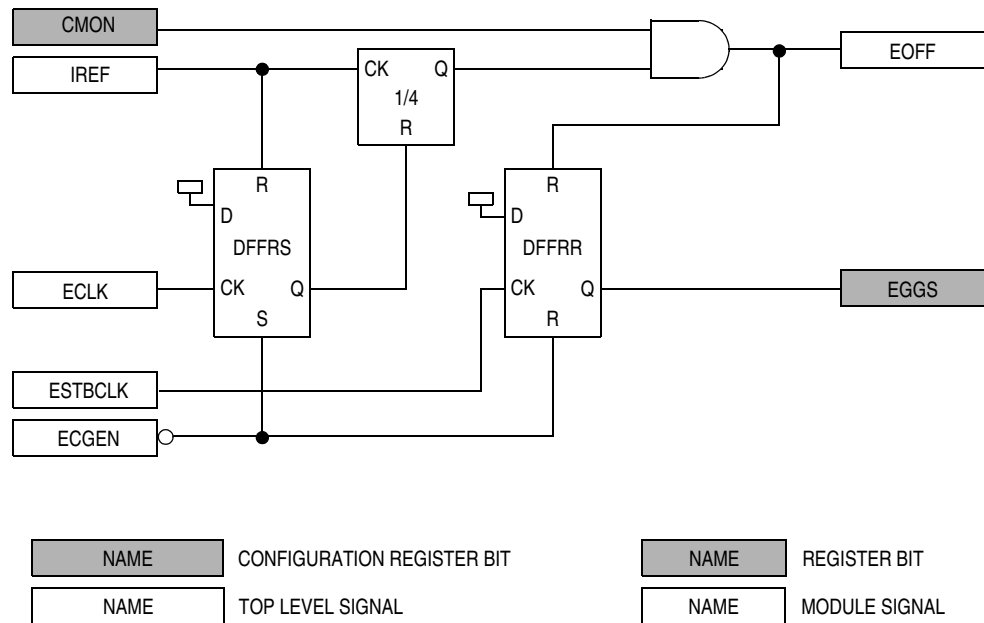 CMON
IREF
CK Q
1/4
R
EOFF
R
D
DFFRS
CK Q
S
R
D
DFFRR
CK Q
R
ECLK
EGGS
ESTBCLK
ECGEN
NAME CONFIGURATION REGISTER BIT
NAME REGISTER BIT
NAME TOP LEVEL SIGNAL
NAME MODULE SIGNAL